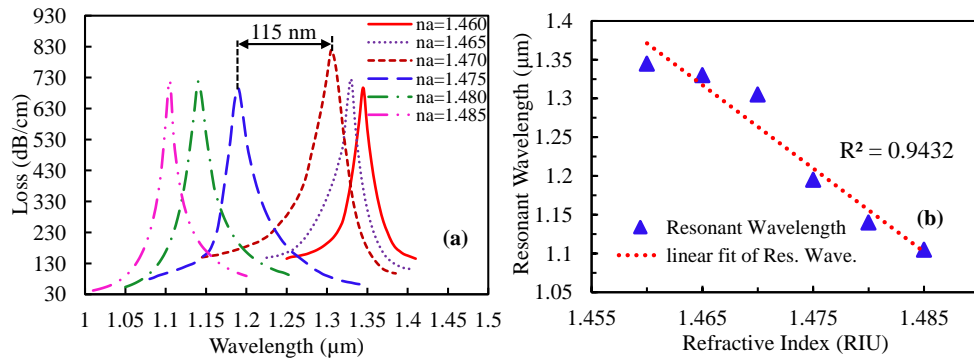 930
830
730
630
530
430
330
230
130
30
Loss (dB/cm)
115 nm
na=1.460
na=1.465
na=1.470
na=1.475
na=1.480
na=1.485
(a)
1 1.05 1.1 1.15 1.2 1.25 1.3 1.35 1.4 1.45 1.5
Wavelength (μm)
1.4
1.35
1.3
1.25
1.2
1.15
1.1
1.05
Resonant Wavelength (μm)
R² = 0.9432
Resonant Wavelength
(b)
linear fit of Res. Wave.
1.455 1.465 1.475 1.485
Refractive Index (RIU)